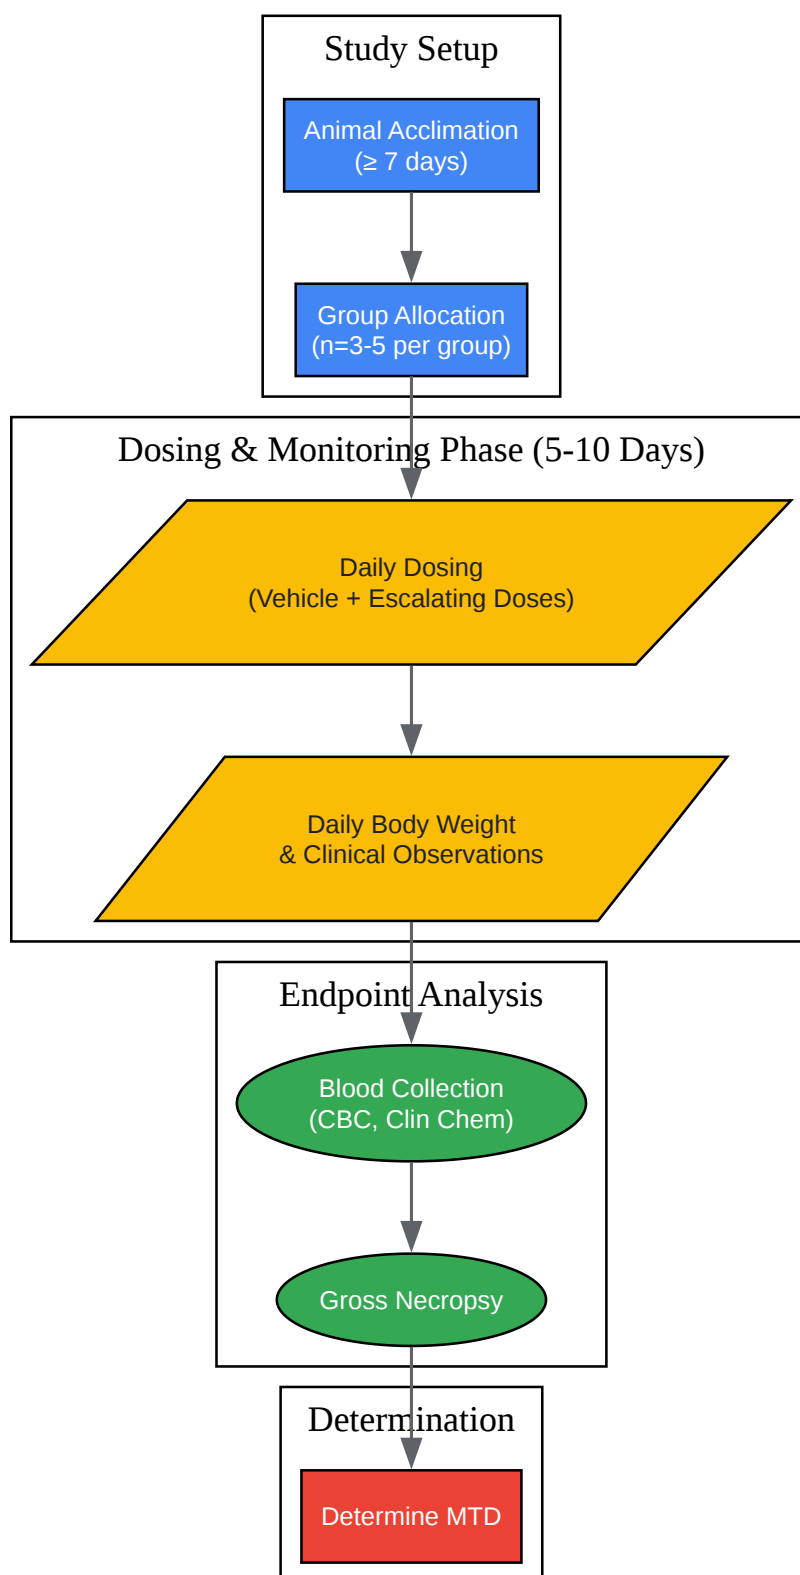 Study Setup
Animal Acclimation
(≥ 7 days)
Group Allocation
(n=3-5 per group)
Dosing & Monitoring Phase (5-10 Days)
Daily Dosing
(Vehicle + Escalating Doses)
Daily Body Weight
& Clinical Observations
Endpoint Analysis
Blood Collection
(CBC, Clin Chem)
Gross Necropsy
Determination
Determine MTD